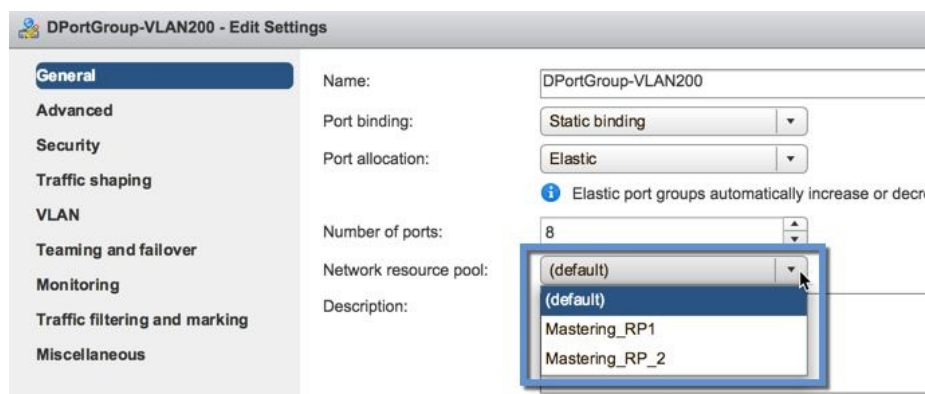 DPortGroup-VLAN200 - Edit Settings
General
Advanced
Security
Traffic shaping
VLAN
Teaming and failover
Monitoring
Traffic filtering and marking
Miscellaneous
Name: DPortGroup-VLAN200
Port binding: Static binding
Port allocation: Elastic
Elastic port groups automatically increase or decr
Number of ports: 8
Network resource pool: (default)
(default)
Mastering_RP1
Mastering_RP_2
Description: